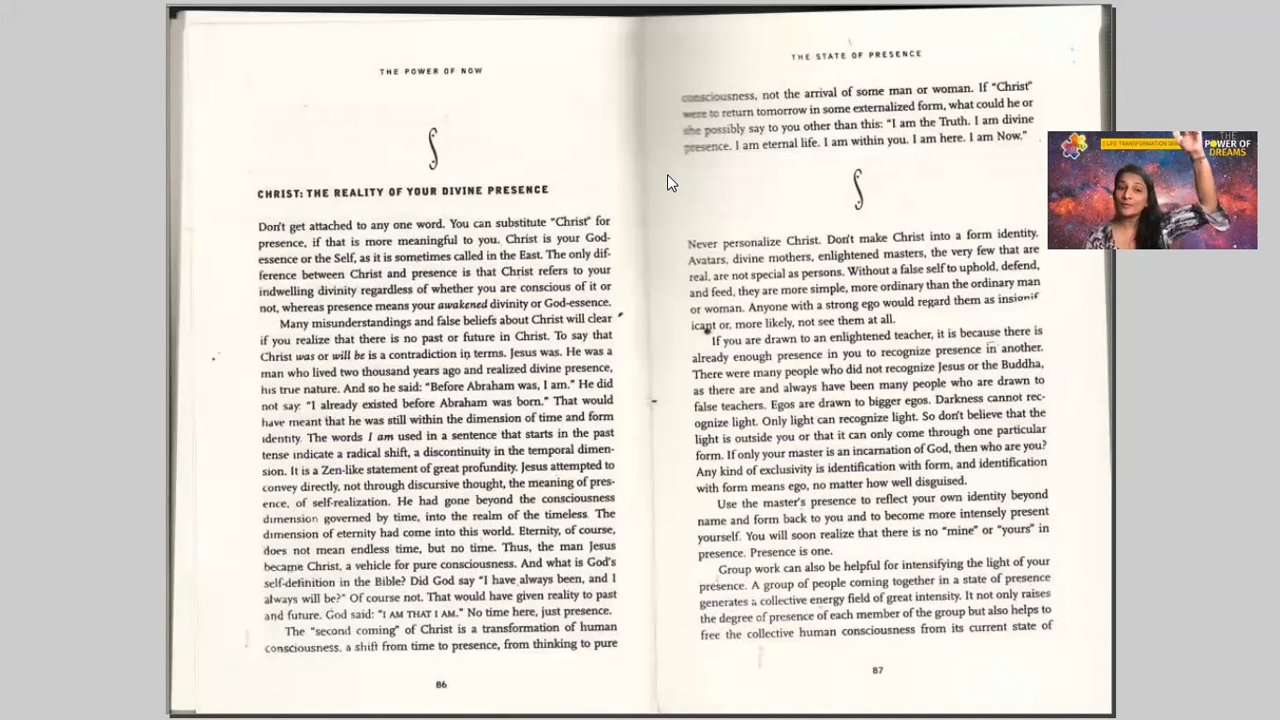 THE POWER OF NOW
CHRIST: THE REALITY OF YOUR DIVINE PRESENCE
Don't get attached to any one word. You can substitute "Christ" for
presence, if that is more meaningful to you. Christ is your God-
essence or the Self, as it is sometimes called in the East. The only dif-
ference between Christ and presence is that Christ refers to your
indwelling divinity regardless of whether you are conscious of it or
not, whereas presence means your awakened divinity or God-essence.
Many misunderstandings and false beliefs about Christ will clear
if you realize that there is no past or future in Christ. To say that
Christ was or will be is a contradiction in terms. Jesus was. He was a
man who lived two thousand years ago and realized divine presence,
his true nature. And so he said: "Before Abraham was, I am." He did
not say: "I already existed before Abraham was born." That would
have meant that he was still within the dimension of time and form
identity. The words I am used in a sentence that starts in the past
tense indicate a radical shift, a discontinuity in the temporal dimen-
sion. It is a Zen-like statement of great profundity. Jesus attempted to
convey directly, not through discursive thought, the meaning of pres-
ence, of self-realization. He had gone beyond the consciousness
dimension governed by time, into the realm of the timeless. The
dimension of eternity had come into this world. Eternity, of course,
does not mean endless time, but no time. Thus, the man Jesus
became Christ, a vehicle for pure consciousness. And what is God's
self-definition in the Bible? Did God say "I have always been, and I
always will be?" Of course not. That would have given reality to past
and future. God said: "I AM THAT I AM." No time here, just presence.
The "second coming" of Christ is a transformation of human
consciousness, a shift from time to presence, from thinking to pure
86
THE STATE OF PRESENCE
consciousness, not the arrival of some man or woman. If "Christ"
were to return tomorrow in some externalized form, what could he or
she possibly say to you other than this: "I am the Truth. I am divine
presence. I am eternal life. I am within you. I am here. I am Now."
Never personalize Christ. Don't make Christ into a form identity.
Avatars, divine mothers, enlightened masters, the very few that are
real, are not special as persons. Without a false self to uphold, defend,
and feed, they are more simple, more ordinary than the ordinary man
or woman. Anyone with a strong ego would regard them as insignif
icant or, more likely, not see them at all.
If you are drawn to an enlightened teacher, it is because there is
already enough presence in you to recognize presence in another.
There were many people who did not recognize Jesus or the Buddha,
as there are and always have been many people who are drawn to
false teachers. Egos are drawn to bigger egos. Darkness cannot rec-
ognize light. Only light can recognize light. So don't believe that the
light is outside you or that it can only come through one particular
form. If only your master is an incarnation of God, then who are you?
Any kind of exclusivity is identification with form, and identification
with form means ego, no matter how well disguised.
Use the master's presence to reflect your own identity beyond
name and form back to you and to become more intensely present
yourself. You will soon realize that there is no "mine" or "yours" in
presence. Presence is one.
Group work can also be helpful for intensifying the light of your
presence. A group of people coming together in a state of presence
generates a collective energy field of great intensity. It not only raises
the degree of presence of each member of the group but also helps to
free the collective human consciousness from its current state of
87
LIFE TRANSFORMATION
THE
POWER OF
DREAMS